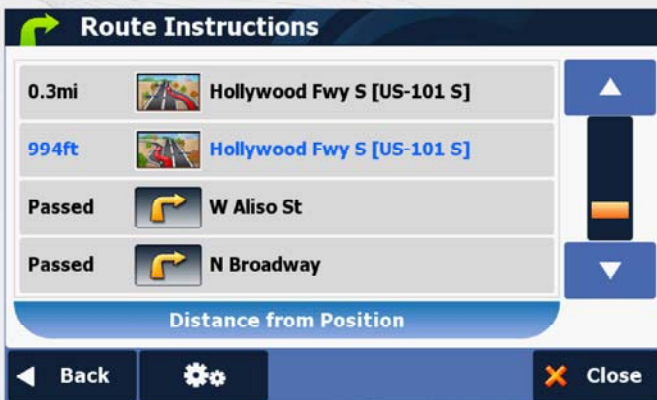 Route Instructions
0.3mi Hollywood Fwy S [US-101 S]
994ft Hollywood Fwy S [US-101 S]
Passed W Aliso St
Passed N Broadway
Distance from Position
Back Close